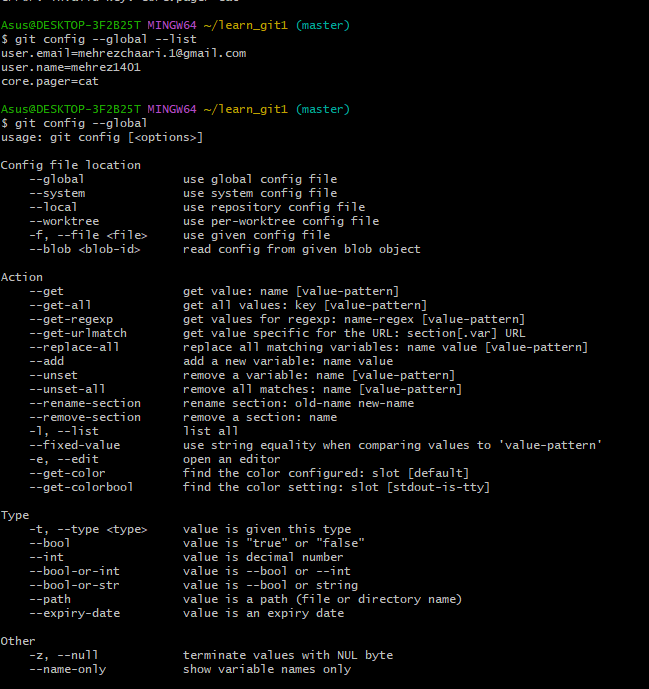 Asus@DESKTOP-3F2B25T MINGW64 ~/learn_git1 (master)
$ git config --global --list
user.email=mehrezchaari.1@gmail.com
user.name=mehrez1401
core.pager=cat
Asus@DESKTOP-3F2B25T MINGW64 ~/learn_git1 (master)
$ git config --global
usage: git config [<options>]
Config file location
--global use global config file
--system use system config file
--local use repository config file
--worktree use per-worktree config file
-f, --file <file> use given config file
--blob <blob-id> read config from given blob object
Action
--get get value: name [value-pattern]
--get-all get all values: key [value-pattern]
--get-regexp get values for regexp: name-regex [value-pattern]
--get-urlmatch get value specific for the URL: section[.var] URL
--replace-all replace all matching variables: name value [value-pattern]
--add add a new variable: name value
--unset remove a variable: name [value-pattern]
--unset-all remove all matches: name [value-pattern]
--rename-section rename section: old-name new-name
--remove-section remove a section: name
-l, --list list all
--fixed-value use string equality when comparing values to 'value-pattern'
-e, --edit open an editor
--get-color find the color configured: slot [default]
--get-colorbool find the color setting: slot [stdout-is-tty]
Type
-t, --type <type> value is given this type
--bool value is "true" or "false"
--int value is decimal number
--bool-or-int value is --bool or --int
--bool-or-str value is --bool or string
--path value is a path (file or directory name)
--expiry-date value is an expiry date
Other
-z, --null terminate values with NUL byte
--name-only show variable names only